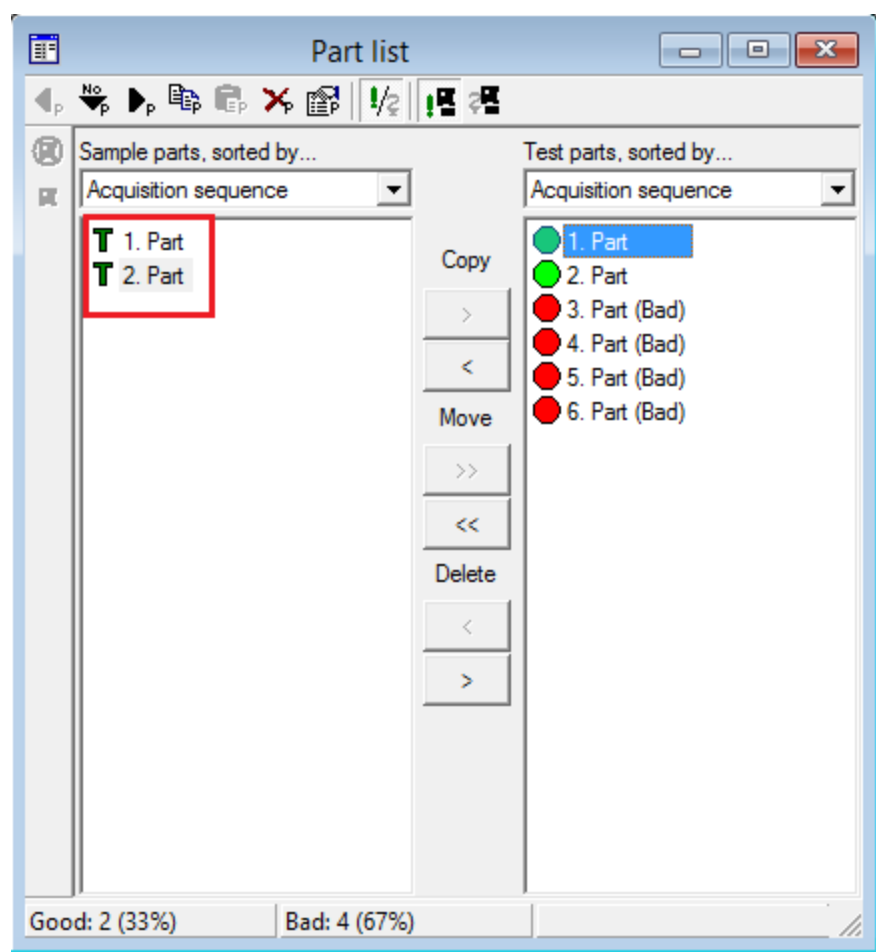 Part list
Sample parts, sorted by...
Test parts, sorted by...
Acquisition sequence
Acquisition sequence
T 1. Part
T 2. Part
Copy
>
<
Move
>>
<<
Delete
<
>
1. Part
2. Part
3. Part (Bad)
4. Part (Bad)
5. Part (Bad)
6. Part (Bad)
Good: 2 (33%)
Bad: 4 (67%)